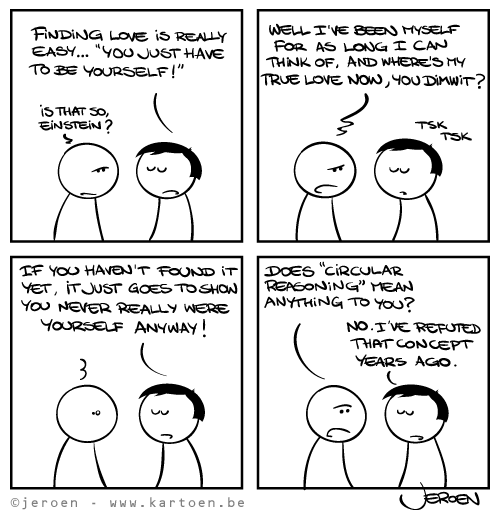 FINDING LOVE IS REALLY
EASY... "YOU JUST HAVE
TO BE YOURSELF!"
IS THAT SO,
EINSTEIN?
WELL I'VE BEEN MYSELF
FOR AS LONG I CAN
THINK OF, AND WHERE'S MY
TRUE LOVE NOW, YOU DIMWIT?
TSK
TSK
IF YOU HAVEN'T FOUND IT
YET, IT JUST GOES TO SHOW
YOU NEVER REALLY WERE
YOURSELF ANYWAY!
DOES "CIRCULAR
REASONING" MEAN
ANYTHING TO YOU?
NO. I'VE REFUTED
THAT CONCEPT
YEARS AGO.
©jeroen - www.kartoen.be
JEROEN